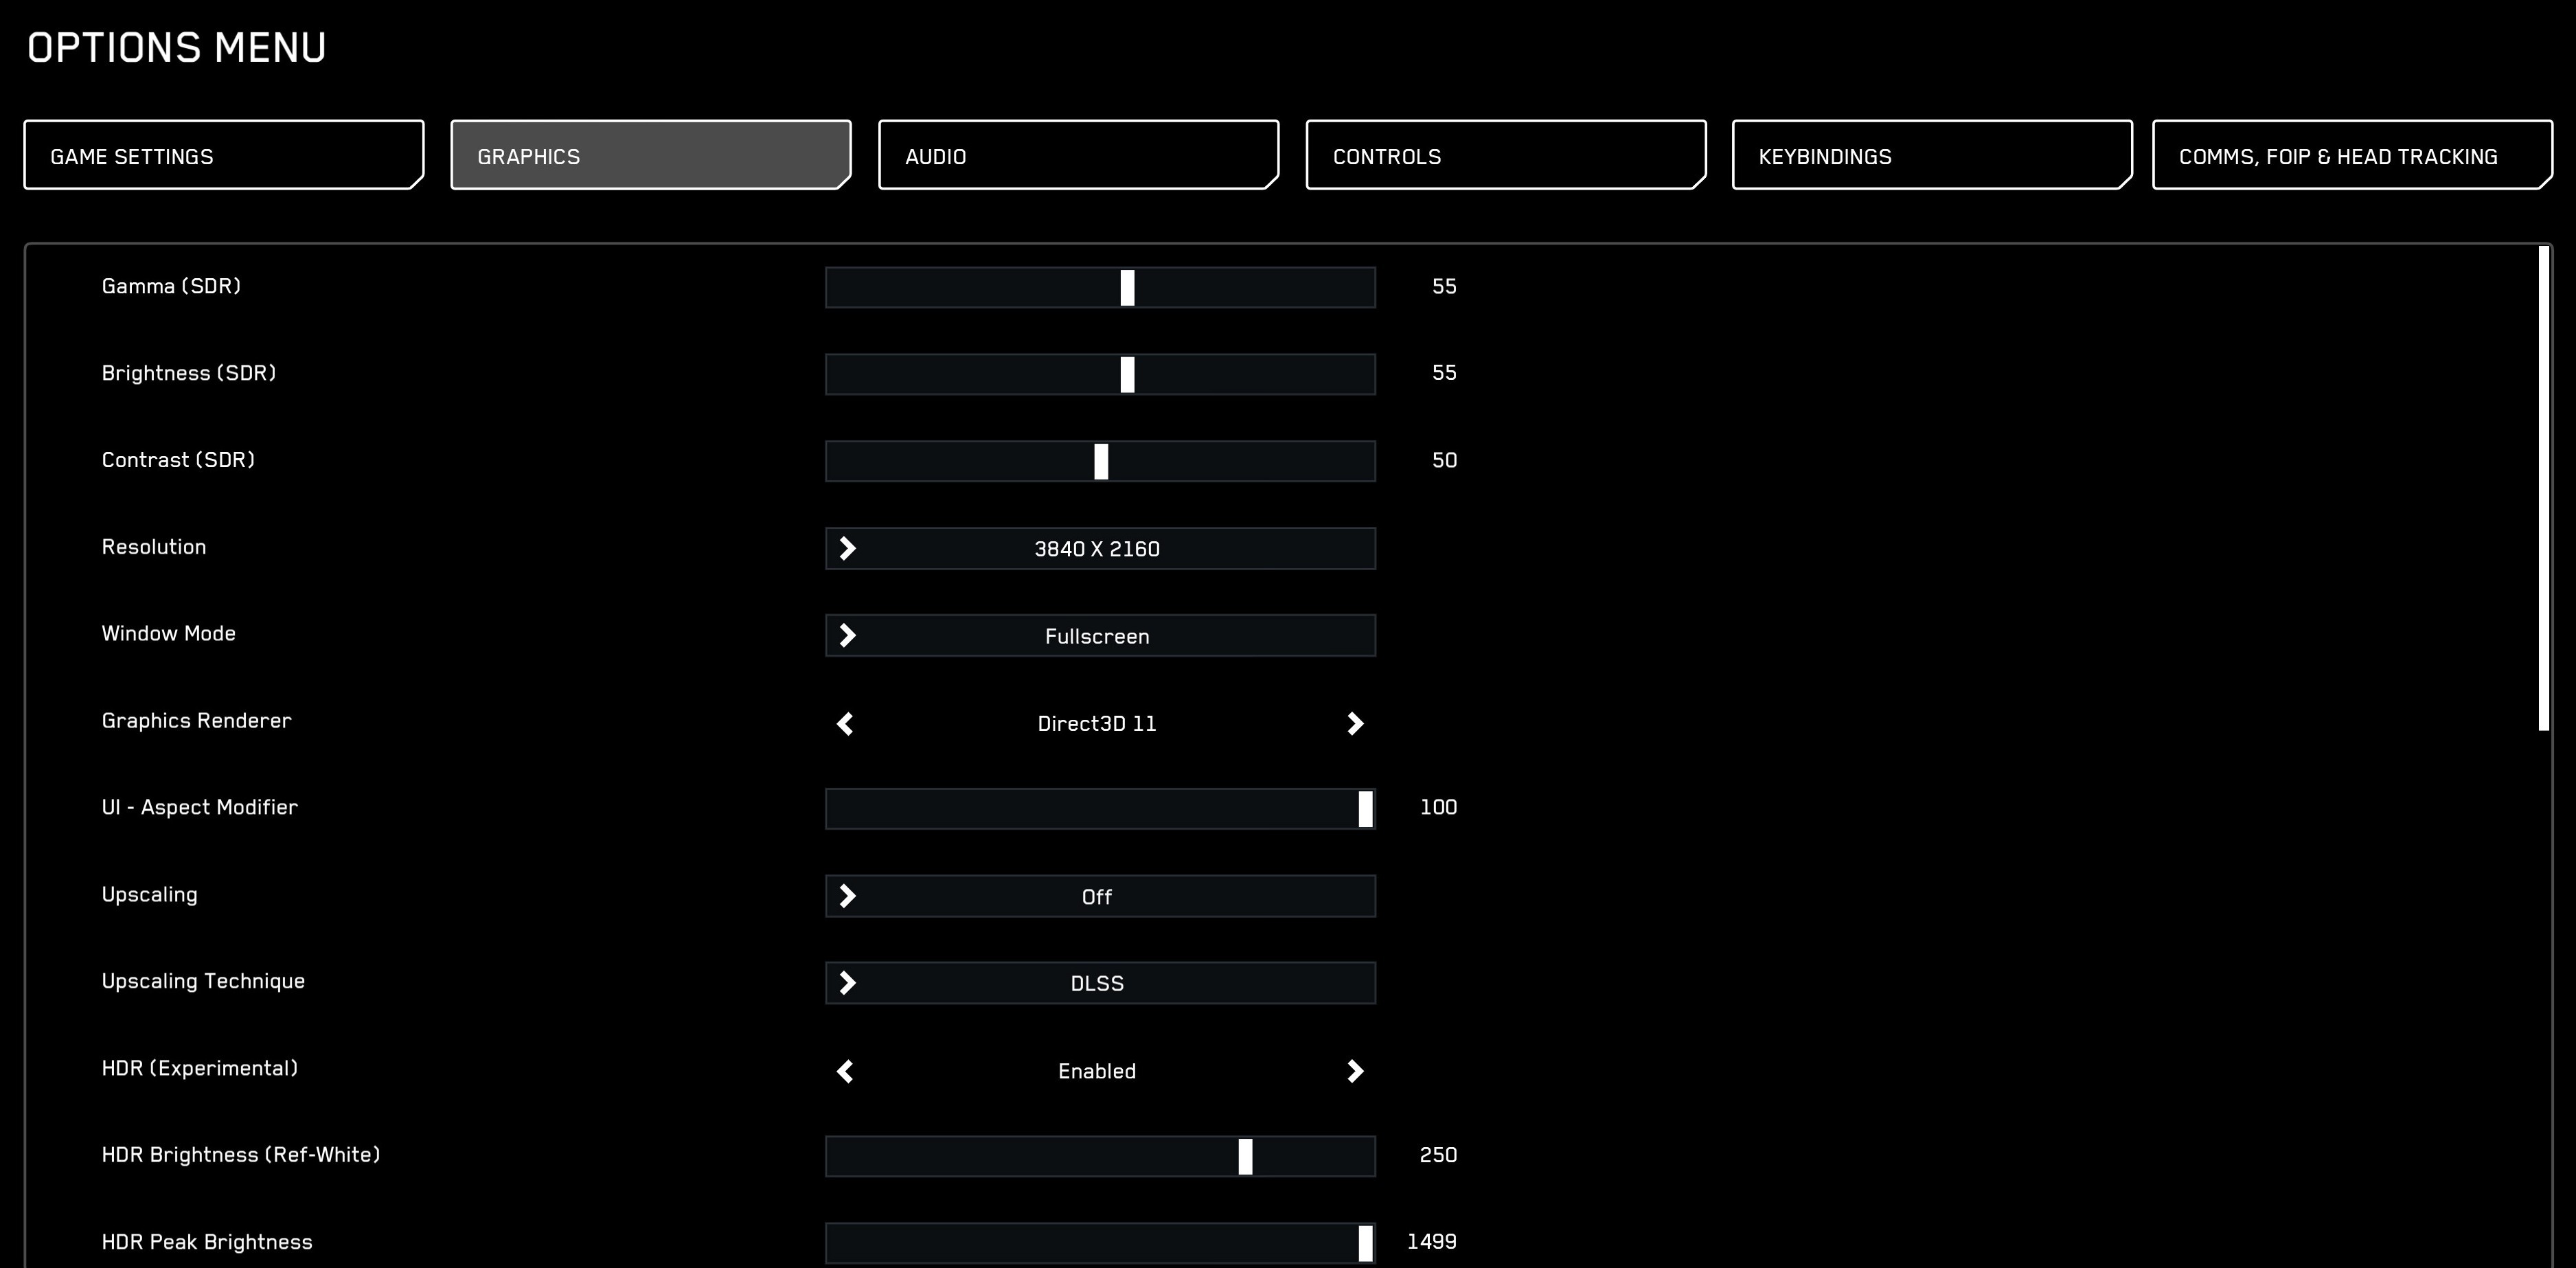 OPTIONS MENU
GAME SETTINGS GRAPHICS AUDIO CONTROLS KEYBINDINGS COMMS, FOIP & HEAD TRACKING
Gamma (SDR) 55
Brightness (SDR) 55
Contrast (SDR) 50
Resolution 3840 X 2160
Window Mode Fullscreen
Graphics Renderer Direct3D 11
UI - Aspect Modifier 100
Upscaling Off
Upscaling Technique DLSS
HDR (Experimental) Enabled
HDR Brightness (Ref-White) 250
HDR Peak Brightness 1499